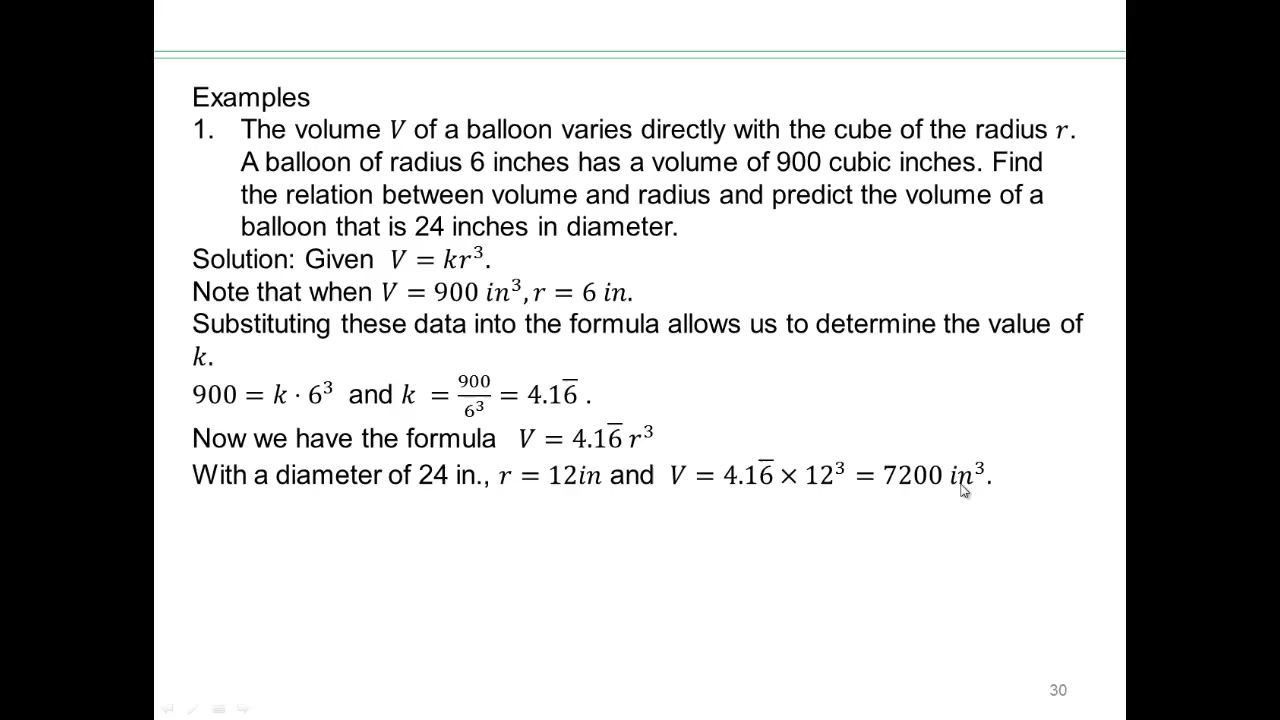 Examples
1. The volume 𝑉 of a balloon varies directly with the cube of the radius 𝑟.
A balloon of radius 6 inches has a volume of 900 cubic inches. Find
the relation between volume and radius and predict the volume of a
balloon that is 24 inches in diameter.
Solution: Given 𝑉 = 𝑘𝑟³.
Note that when 𝑉 = 900 𝑖𝑛³, 𝑟 = 6 𝑖𝑛.
Substituting these data into the formula allows us to determine the value of
𝑘.
900 = 𝑘 · 6³ and 𝑘 = 900/6³ = 4.16̅ .
Now we have the formula 𝑉 = 4.16̅ 𝑟³
With a diameter of 24 in., 𝑟 = 12𝑖𝑛 and 𝑉 = 4.16̅ × 12³ = 7200 𝑖𝑛³.
30